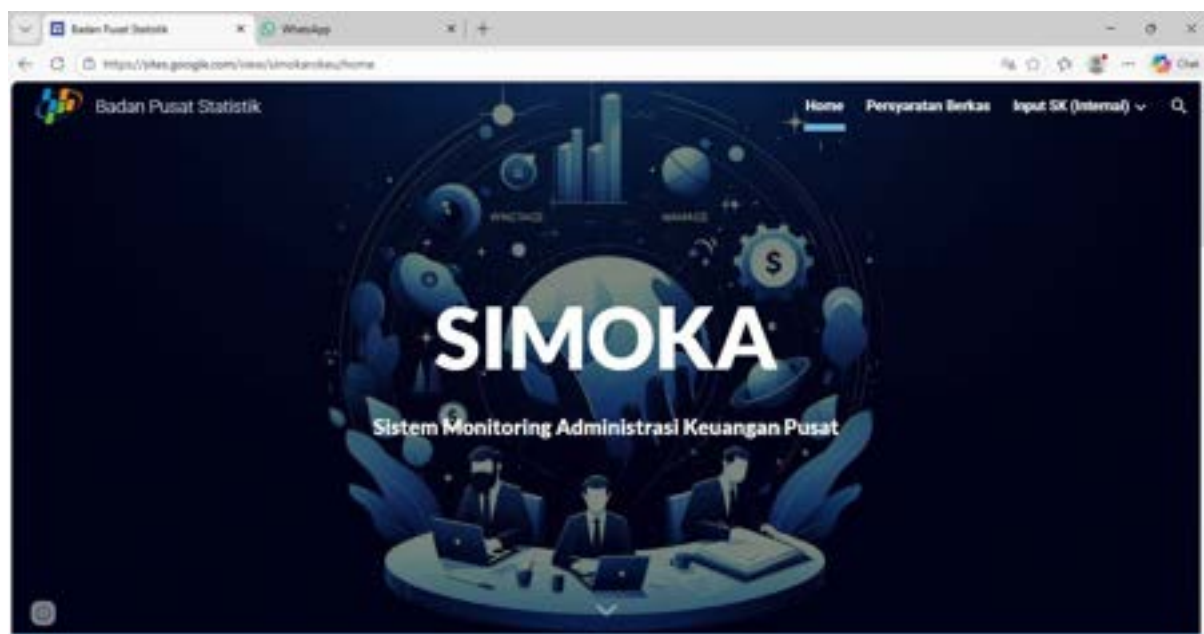 Badan Pusat Statistik
WhatsApp
Chat
Badan Pusat Statistik
Home
Persyaratan Berkas
Input SK (Internal)
$
SIMOKA
Sistem Monitoring Administrasi Keuangan Pusat